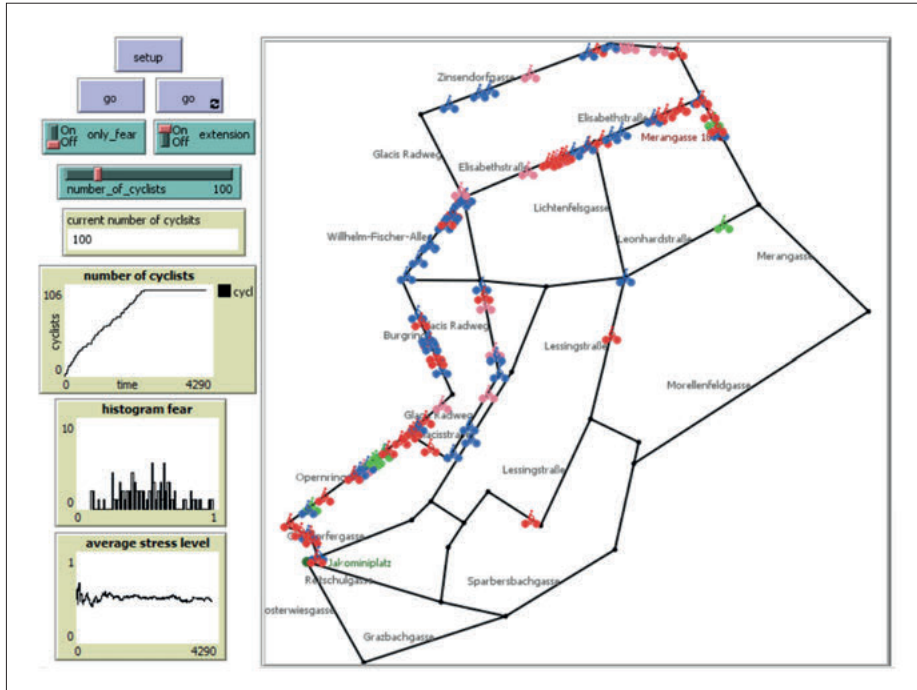 setup
go
go
On
Off
only_fear
On
Off
extension
number_of_cyclists 100
current number of cyclsits
100
number of cyclists
106
cyclists
0
0
time
4290
cycl
histogram fear
10
0
0
1
average stress level
1
0
0
4290
Zinsendorfgasse
Glacis Radweg
Elisabethstraße
Merangasse
Elisabethstraße
Lichtenfelsgasse
Willhelm-Fischer-Allee
Leonhardstraße
Merangasse
Glacis Radweg
Burgring
Lessingstraße
Morellenfeldgasse
Glacis Radweg
Lessingstraße
Opernring
Jakominiplatz
Reitschulgasse
Sparbersbachgasse
osterwiesgasse
Grazbachgasse